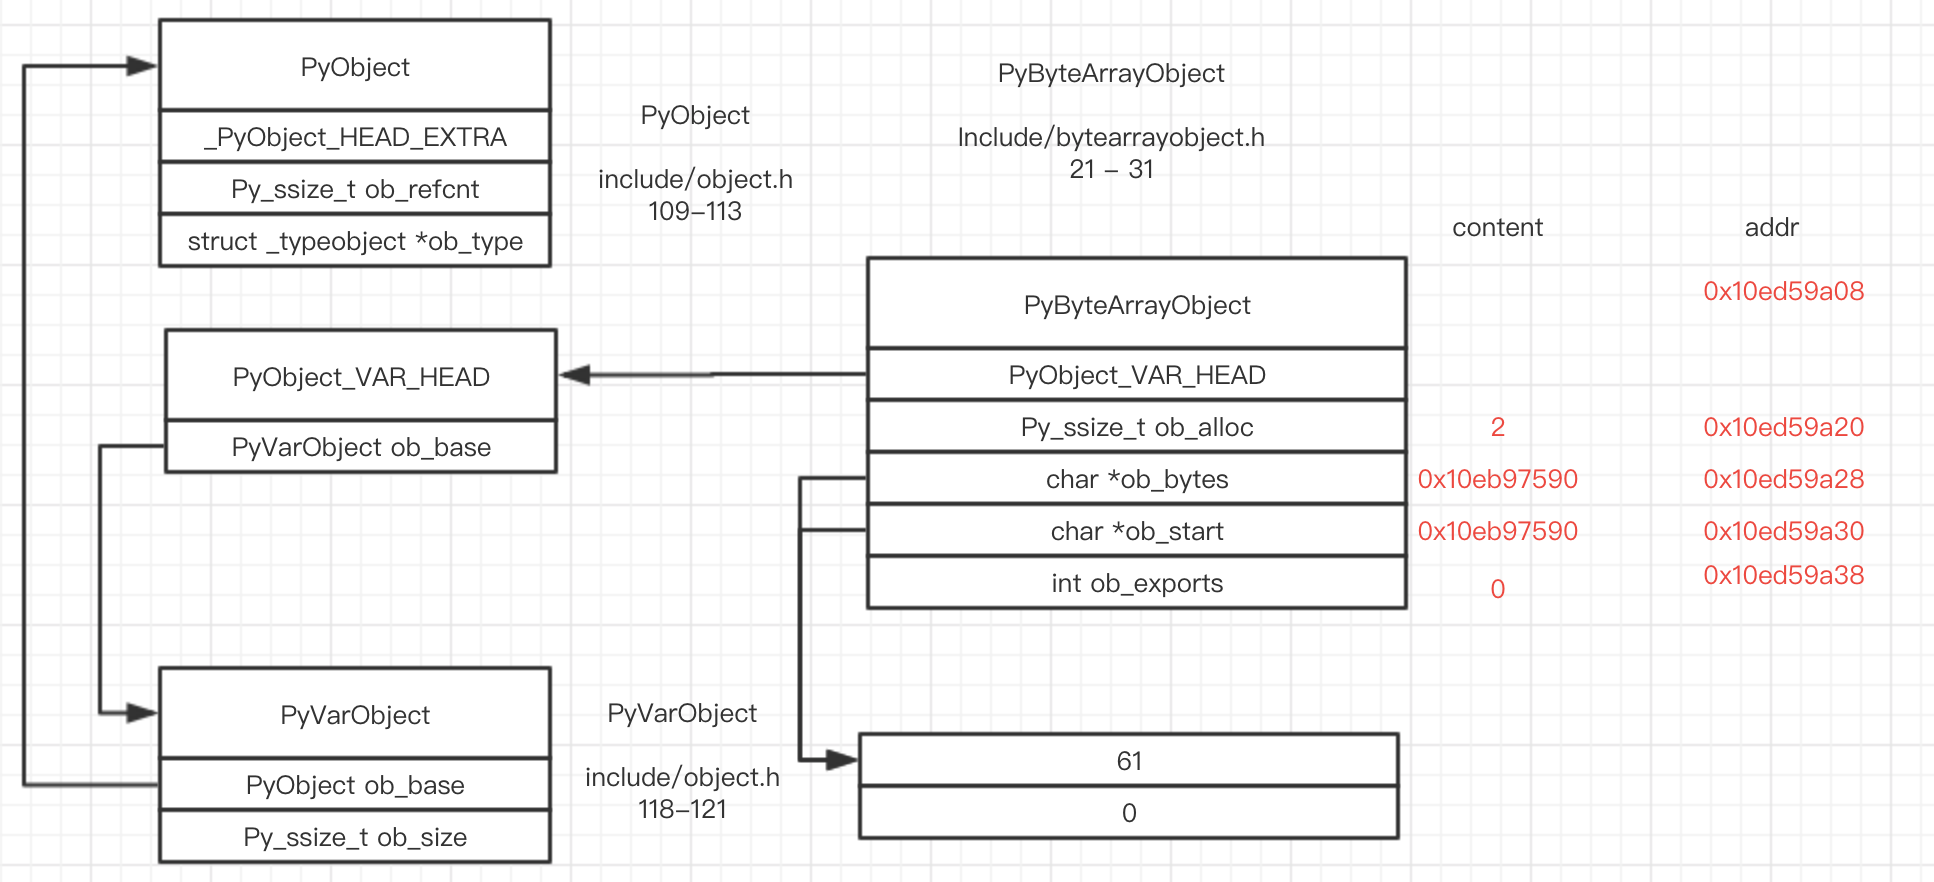 PyObject
_PyObject_HEAD_EXTRA
Py_ssize_t ob_refcnt
struct _typeobject *ob_type
PyObject
include/object.h
109-113
PyByteArrayObject
Include/bytearrayobject.h
21 - 31
content
addr
PyByteArrayObject
0x10ed59a08
PyObject_VAR_HEAD
Py_ssize_t ob_alloc
2
0x10ed59a20
char *ob_bytes
0x10eb97590
0x10ed59a28
char *ob_start
0x10eb97590
0x10ed59a30
int ob_exports
0
0x10ed59a38
PyObject_VAR_HEAD
PyVarObject ob_base
PyVarObject
PyObject ob_base
Py_ssize_t ob_size
PyVarObject
include/object.h
118-121
61
0